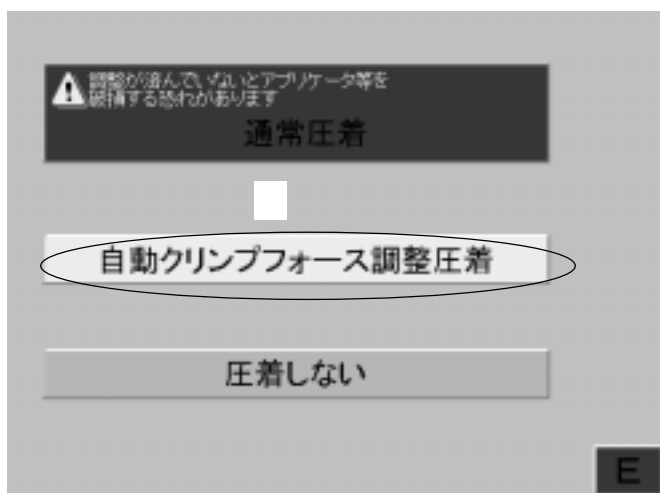 調整が済んでいないとアプリケータ等を
破損する恐れがあります
通常圧着
自動クリンプフォース調整圧着
圧着しない
E